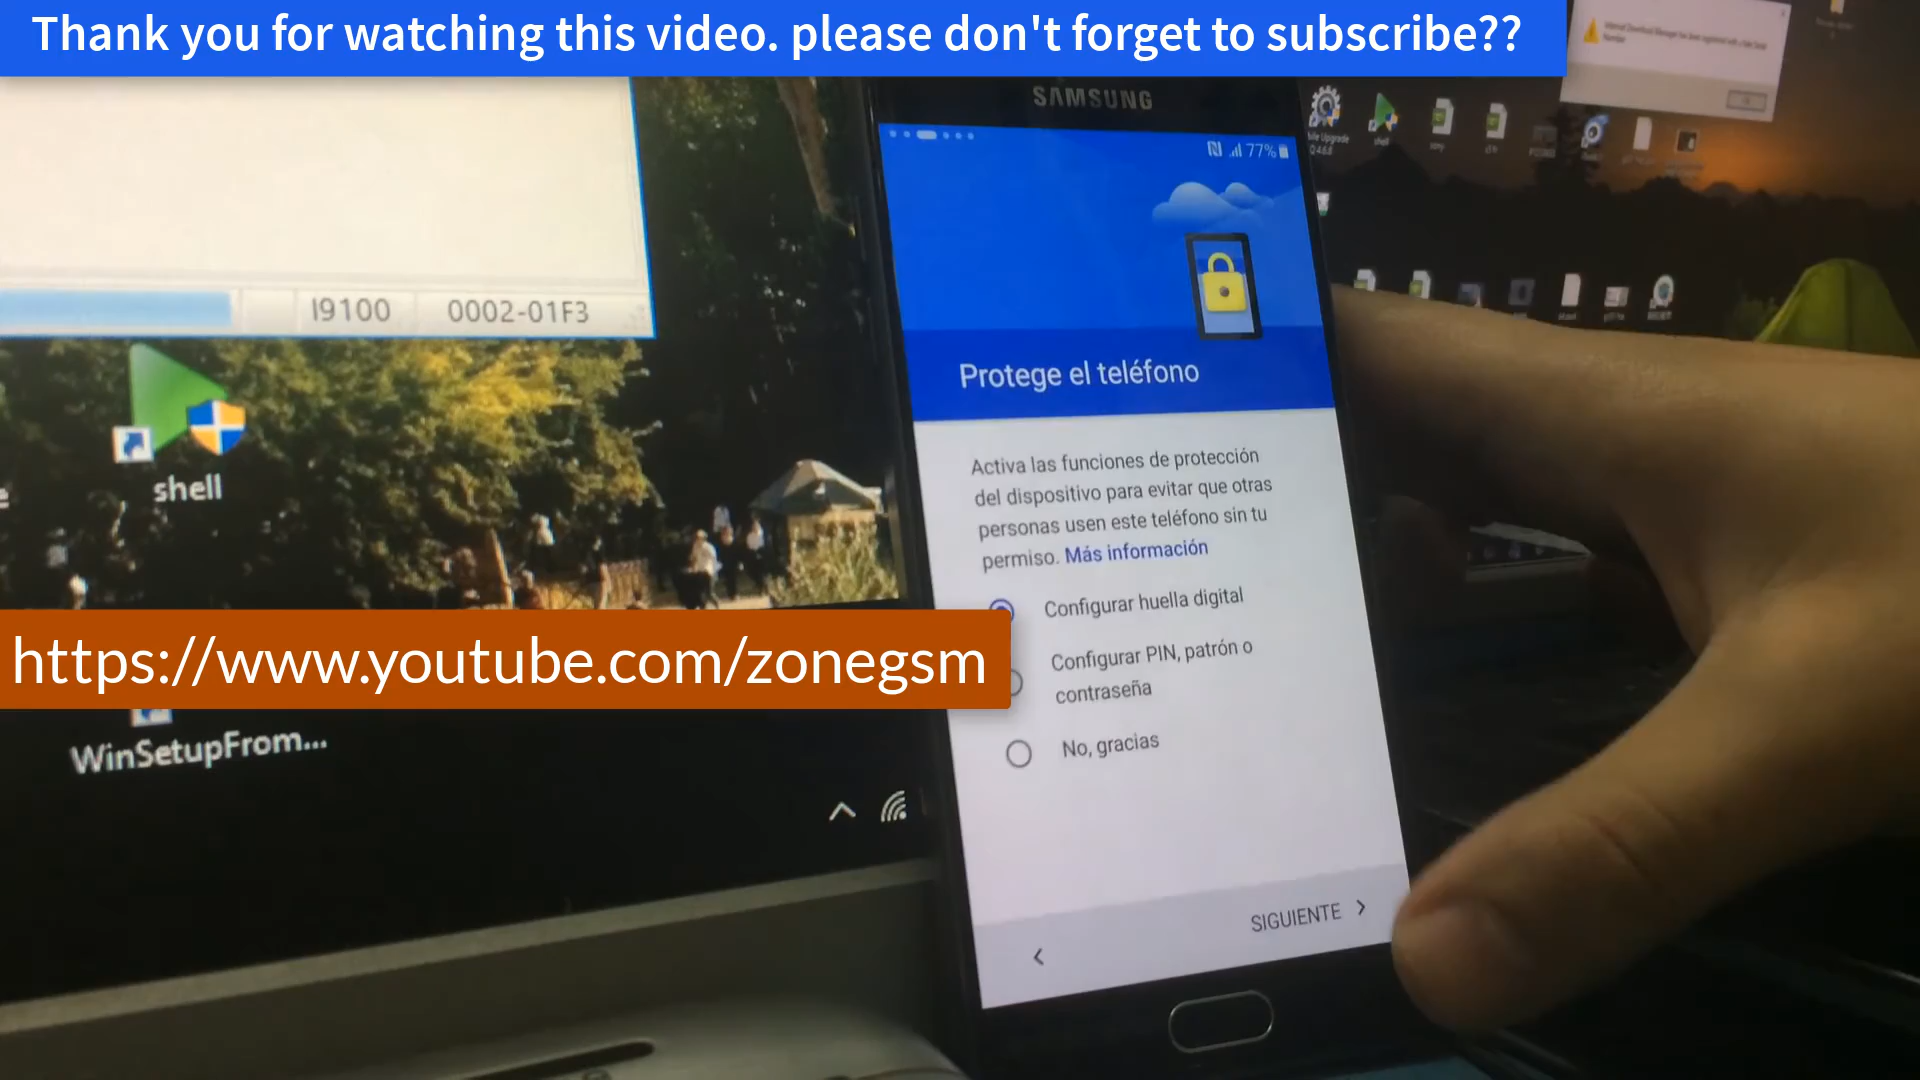 Thank you for watching this video. please don't forget to subscribe??
SAMSUNG
77%
I9100
0002-01F3
shell
shell
Protege el teléfono
Activa las funciones de protección
del dispositivo para evitar que otras
personas usen este teléfono sin tu
permiso. Más información
Configurar huella digital
Configurar PIN, patrón o
contraseña
No, gracias
https://www.youtube.com/zonegsm
WinSetupFrom...
SIGUIENTE